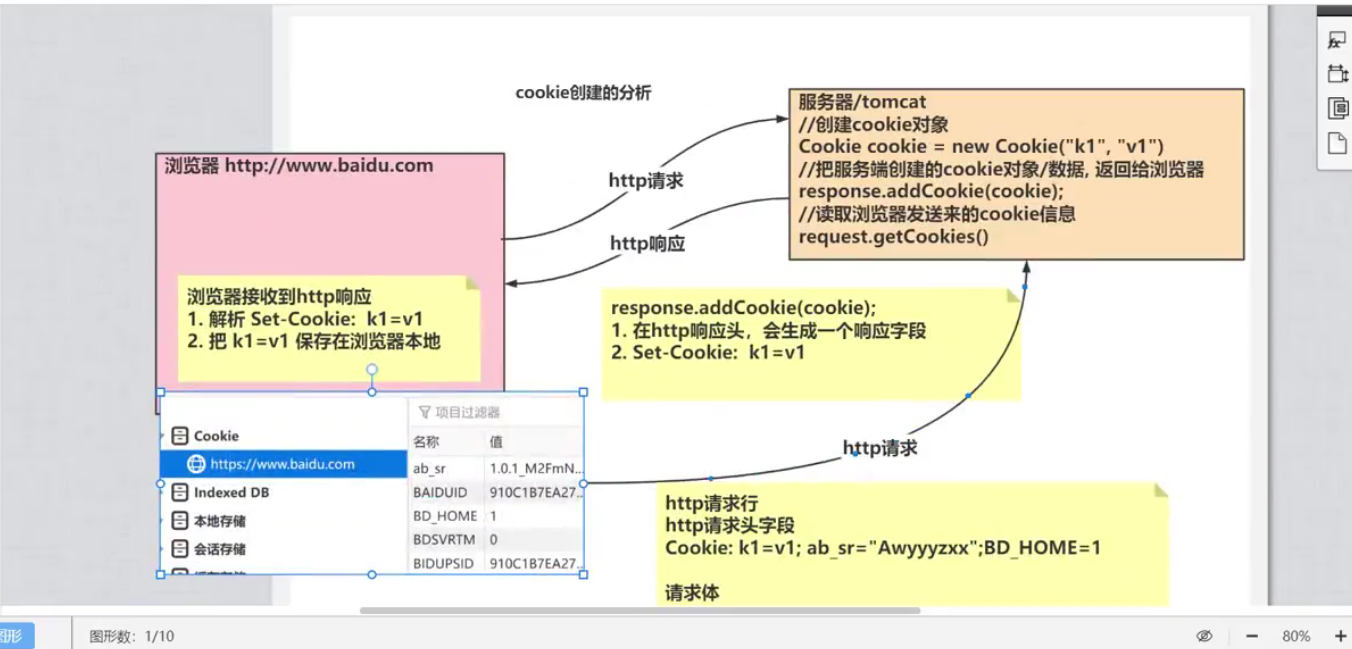 cookie创建的分析
服务器/tomcat
//创建cookie对象
Cookie cookie = new Cookie("k1", "v1")
//把服务端创建的cookie对象/数据, 返回给浏览器
response.addCookie(cookie);
//读取浏览器发送来的cookie信息
request.getCookies()
浏览器 http://www.baidu.com
http请求
http响应
浏览器接收到http响应
1. 解析 Set-Cookie: k1=v1
2. 把 k1=v1 保存在浏览器本地
response.addCookie(cookie);
1. 在http响应头，会生成一个响应字段
2. Set-Cookie: k1=v1
项目过滤器
Cookie
名称 值
https://www.baidu.com
ab_sr 1.0.1_M2FmN...
Indexed DB
BAIDUID 910C1B7EA27...
本地存储
BD_HOME 1
会话存储
BDSVRTM 0
BIDUPSID 910C1B7EA27...
http请求
http请求行
http请求头字段
Cookie: k1=v1; ab_sr="Awyyyzxx";BD_HOME=1
请求体
图形
图形数: 1/10
80%